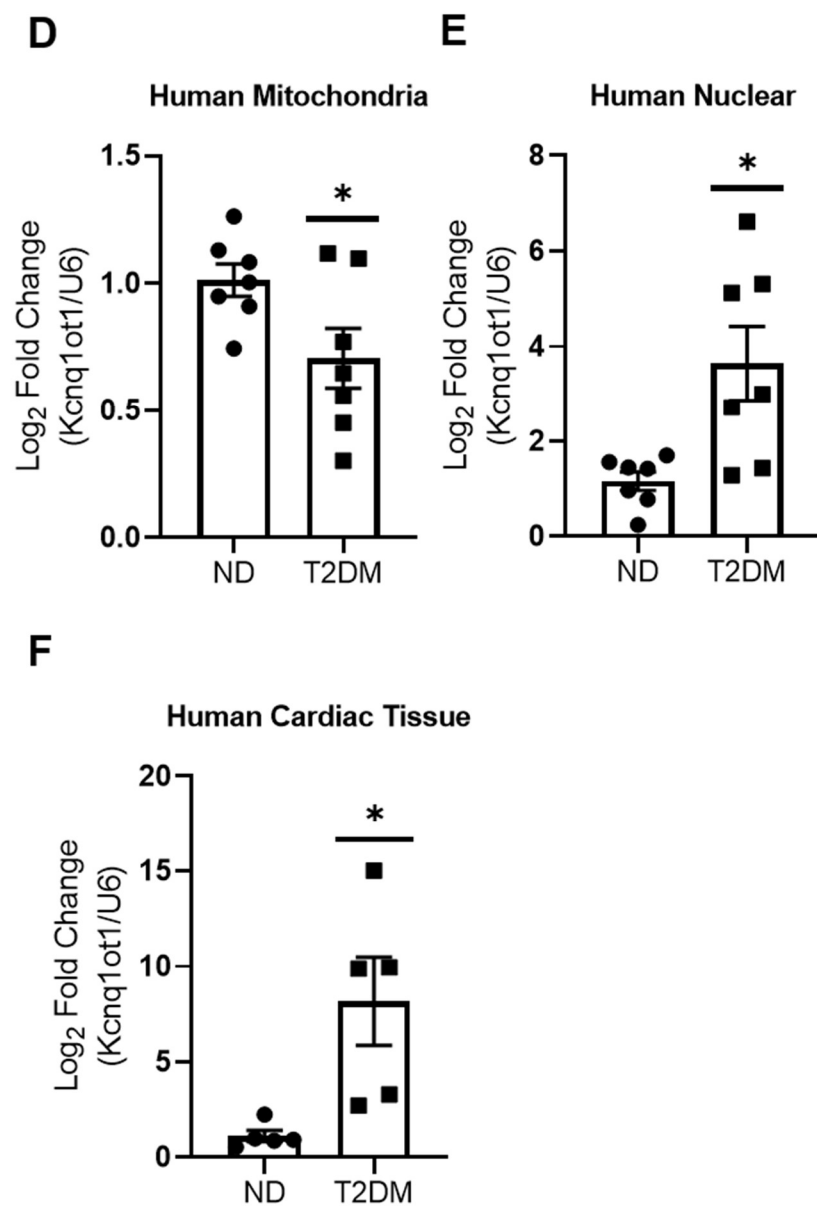 D
Human Mitochondria
Log₂ Fold Change
(Kcnq1ot1/U6)
1.5
1.0
0.5
0.0
*
ND T2DM
E
Human Nuclear
Log₂ Fold Change
(Kcnq1ot1/U6)
8
6
4
2
0
*
ND T2DM
F
Human Cardiac Tissue
Log₂ Fold Change
(Kcnq1ot1/U6)
20
15
10
5
0
*
ND T2DM